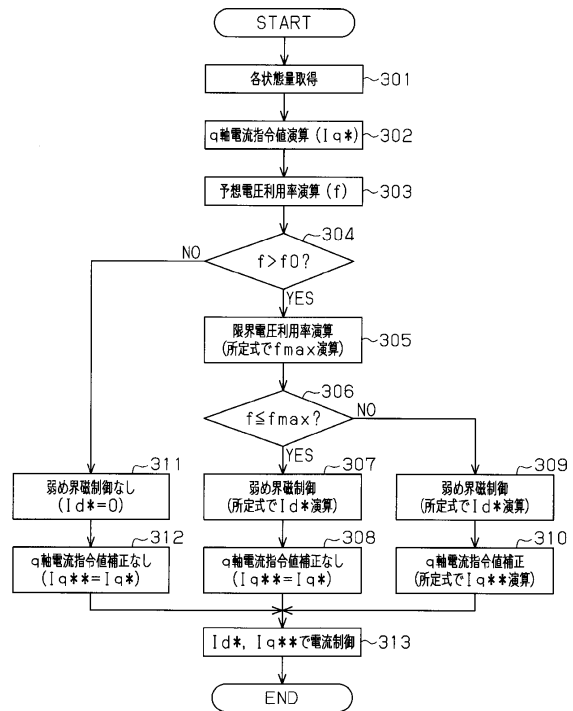 START
各状態量取得
301
q軸電流指令値演算 (Iq*)
302
予想電圧利用率演算 (f)
303
304
f>f0?
NO
YES
限界電圧利用率演算
(所定式でfmax演算)
305
306
f≦fmax?
NO
YES
311
弱め界磁制御なし
(Id*=0)
307
弱め界磁制御
(所定式でId*演算)
309
弱め界磁制御
(所定式でId*演算)
312
q軸電流指令値補正なし
(Iq**=Iq*)
308
q軸電流指令値補正なし
(Iq**=Iq*)
310
q軸電流指令値補正
(所定式でIq**演算)
Id*, Iq**で電流制御
313
END